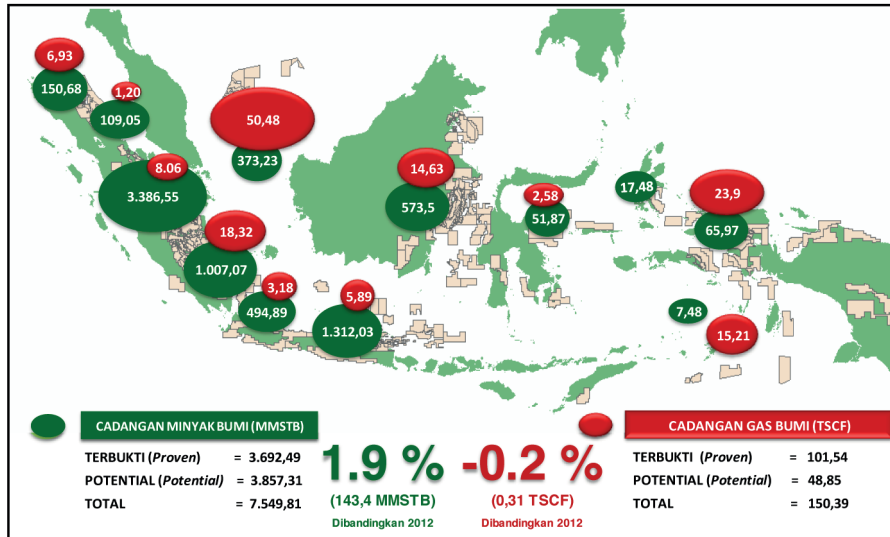 6,93
150,68
1,20
109,05
50,48
373,23
8.06
3.386,55
14,63
573,5
2,58
51,87
17,48
23,9
65,97
18,32
1.007,07
3,18
494,89
5,89
1.312,03
7,48
15,21
CADANGAN MINYAK BUMI (MMSTB)
TERBUKTI (Proven) = 3.692,49
POTENTIAL (Potential) = 3.857,31
TOTAL = 7.549,81
1.9 %
(143,4 MMSTB)
Dibandingkan 2012
-0.2 %
(0,31 TSCF)
Dibandingkan 2012
CADANGAN GAS BUMI (TSCF)
TERBUKTI (Proven) = 101,54
POTENTIAL (Potential) = 48,85
TOTAL = 150,39